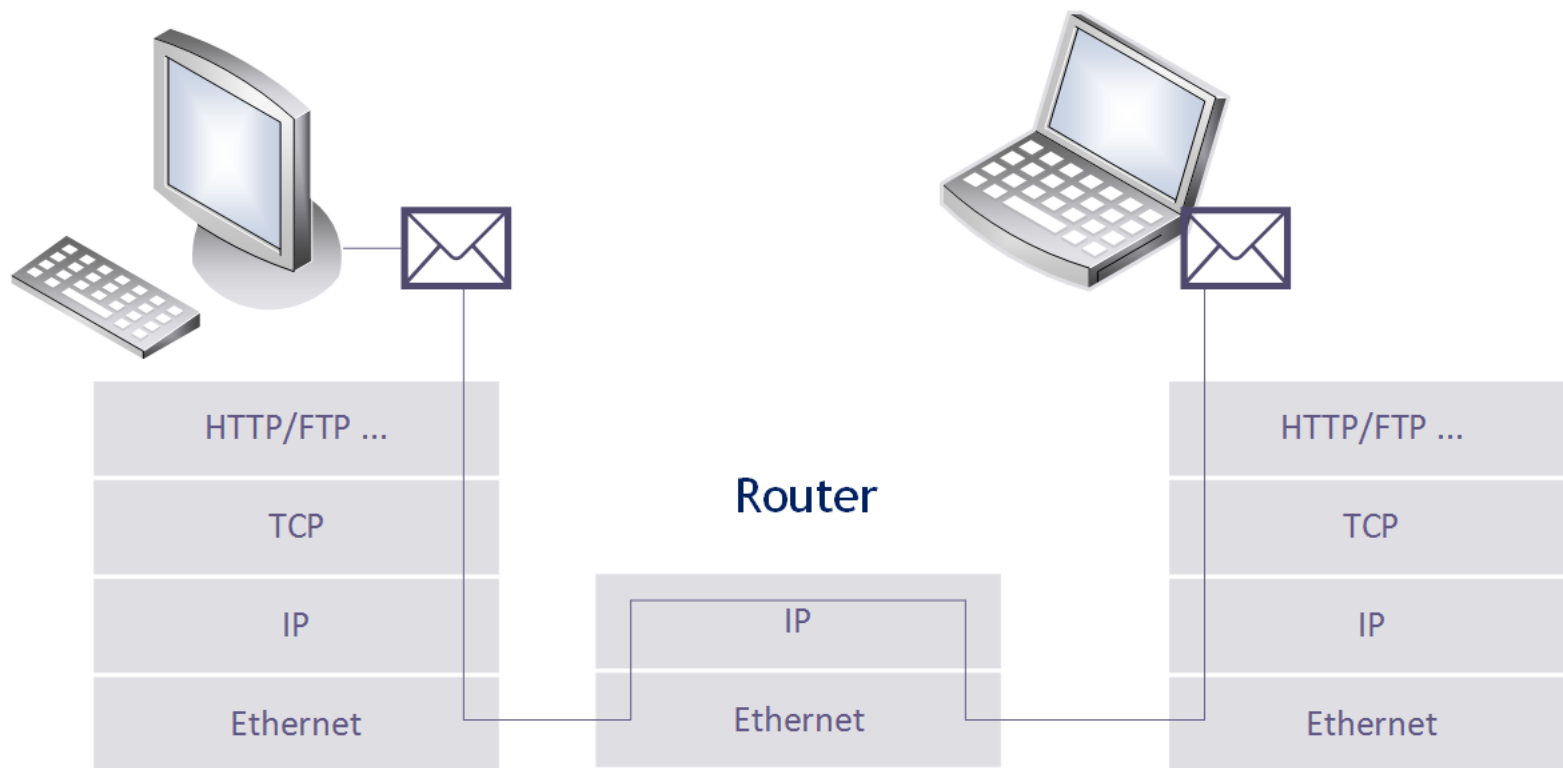 HTTP/FTP ...
TCP
IP
Ethernet
Router
IP
Ethernet
HTTP/FTP ...
TCP
IP
Ethernet